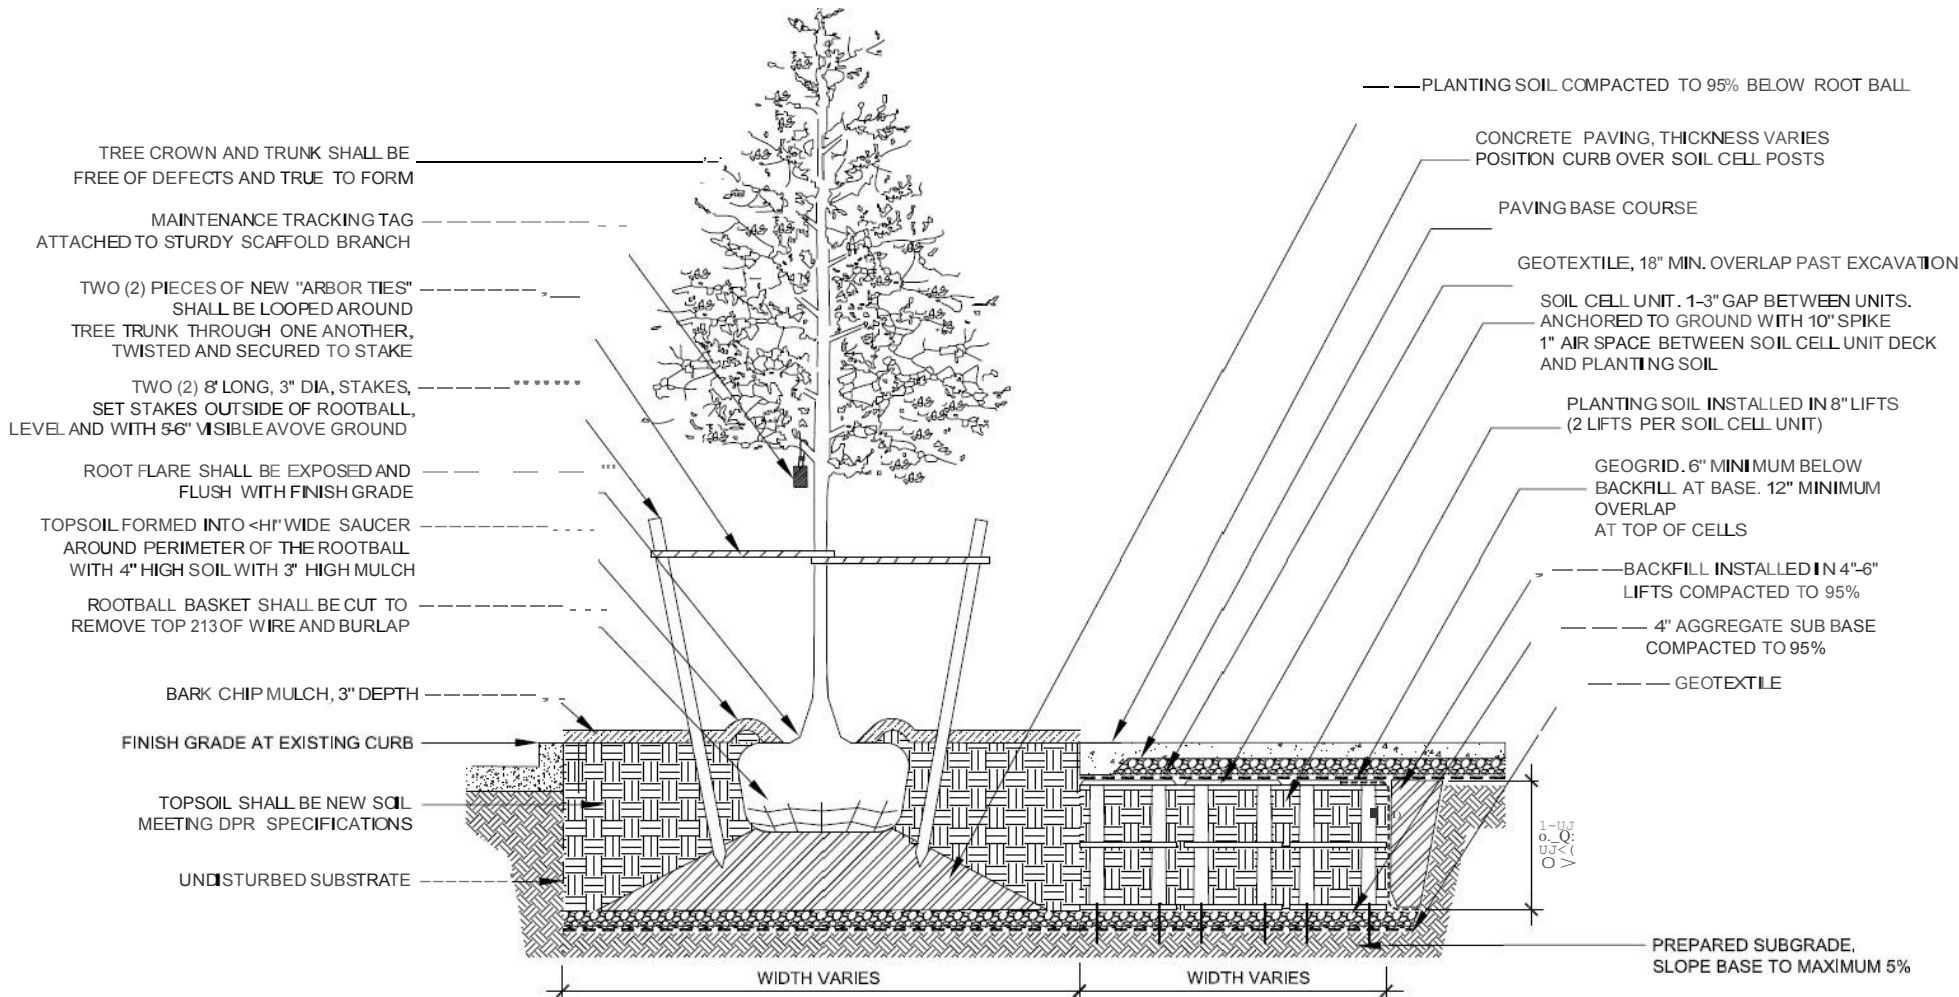 TREE CROWN AND TRUNK SHALL BE
FREE OF DEFECTS AND TRUE TO FORM
MAINTENANCE TRACKING TAG
ATTACHED TO STURDY SCAFFOLD BRANCH
TWO (2) PIECES OF NEW "ARBOR TIES"
SHALL BE LOOPED AROUND
TREE TRUNK THROUGH ONE ANOTHER,
TWISTED AND SECURED TO STAKE
TWO (2) 8' LONG, 3" DIA, STAKES,
SET STAKES OUTSIDE OF ROOTBALL,
LEVEL AND WITH 5-6" VISIBLE AVOVE GROUND
ROOT FLARE SHALL BE EXPOSED AND
FLUSH WITH FINISH GRADE
TOPSOIL FORMED INTO <HI" WIDE SAUCER
AROUND PERIMETER OF THE ROOTBALL
WITH 4" HIGH SOIL WITH 3" HIGH MULCH
ROOTBALL BASKET SHALL BE CUT TO
REMOVE TOP 213 OF WIRE AND BURLAP
BARK CHIP MULCH, 3" DEPTH
FINISH GRADE AT EXISTING CURB
TOPSOIL SHALL BE NEW SOIL
MEETING DPR SPECIFICATIONS
UNDISTURBED SUBSTRATE
PLANTING SOIL COMPACTED TO 95% BELOW ROOT BALL
CONCRETE PAVING, THICKNESS VARIES
POSITION CURB OVER SOIL CELL POSTS
PAVING BASE COURSE
GEOTEXTILE, 18" MIN. OVERLAP PAST EXCAVATION
SOIL CELL UNIT. 1-3" GAP BETWEEN UNITS.
ANCHORED TO GROUND WITH 10" SPIKE
1" AIR SPACE BETWEEN SOIL CELL UNIT DECK
AND PLANTING SOIL
PLANTING SOIL INSTALLED IN 8" LIFTS
(2 LIFTS PER SOIL CELL UNIT)
GEOGRID. 6" MINIMUM BELOW
BACKFILL AT BASE. 12" MINIMUM
OVERLAP
AT TOP OF CELLS
BACKFILL INSTALLED IN 4"-6"
LIFTS COMPACTED TO 95%
4" AGGREGATE SUB BASE
COMPACTED TO 95%
GEOTEXTILE
PREPARED SUBGRADE,
SLOPE BASE TO MAXIMUM 5%
WIDTH VARIES
WIDTH VARIES